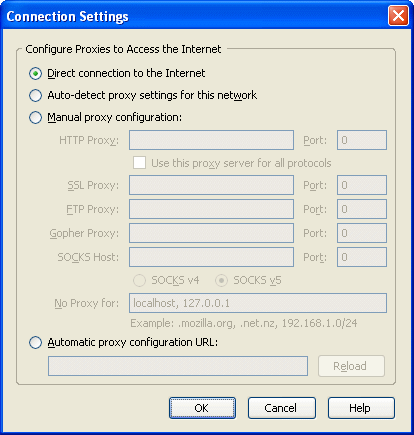 Connection Settings
Configure Proxies to Access the Internet
Direct connection to the Internet
Auto-detect proxy settings for this network
Manual proxy configuration:
HTTP Proxy: Port: 0
Use this proxy server for all protocols
SSL Proxy: Port: 0
FTP Proxy: Port: 0
Gopher Proxy: Port: 0
SOCKS Host: Port: 0
SOCKS v4 SOCKS v5
No Proxy for: localhost, 127.0.0.1
Example: .mozilla.org, .net.nz, 192.168.1.0/24
Automatic proxy configuration URL:
Reload
OK Cancel Help